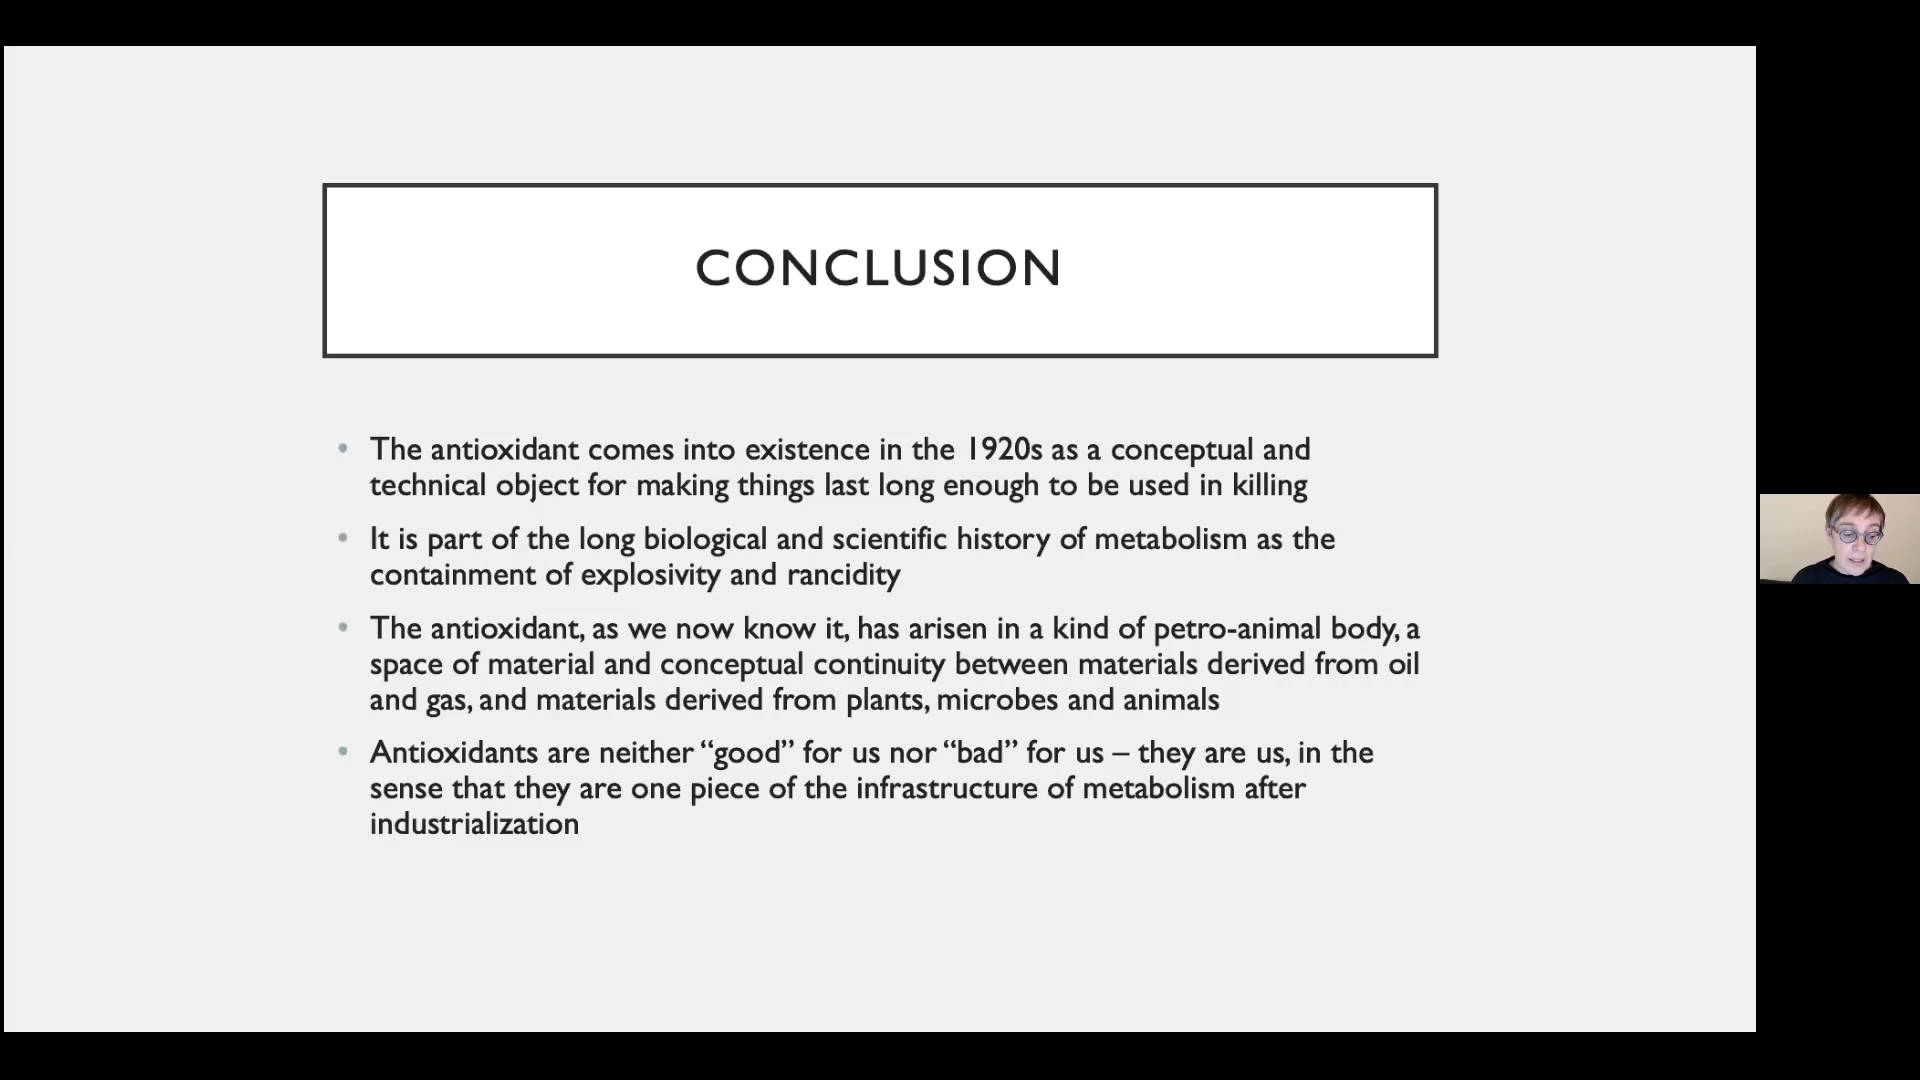 CONCLUSION
• The antioxidant comes into existence in the 1920s as a conceptual and
technical object for making things last long enough to be used in killing
• It is part of the long biological and scientific history of metabolism as the
containment of explosivity and rancidity
• The antioxidant, as we now know it, has arisen in a kind of petro-animal body, a
space of material and conceptual continuity between materials derived from oil
and gas, and materials derived from plants, microbes and animals
• Antioxidants are neither “good” for us nor “bad” for us – they are us, in the
sense that they are one piece of the infrastructure of metabolism after
industrialization